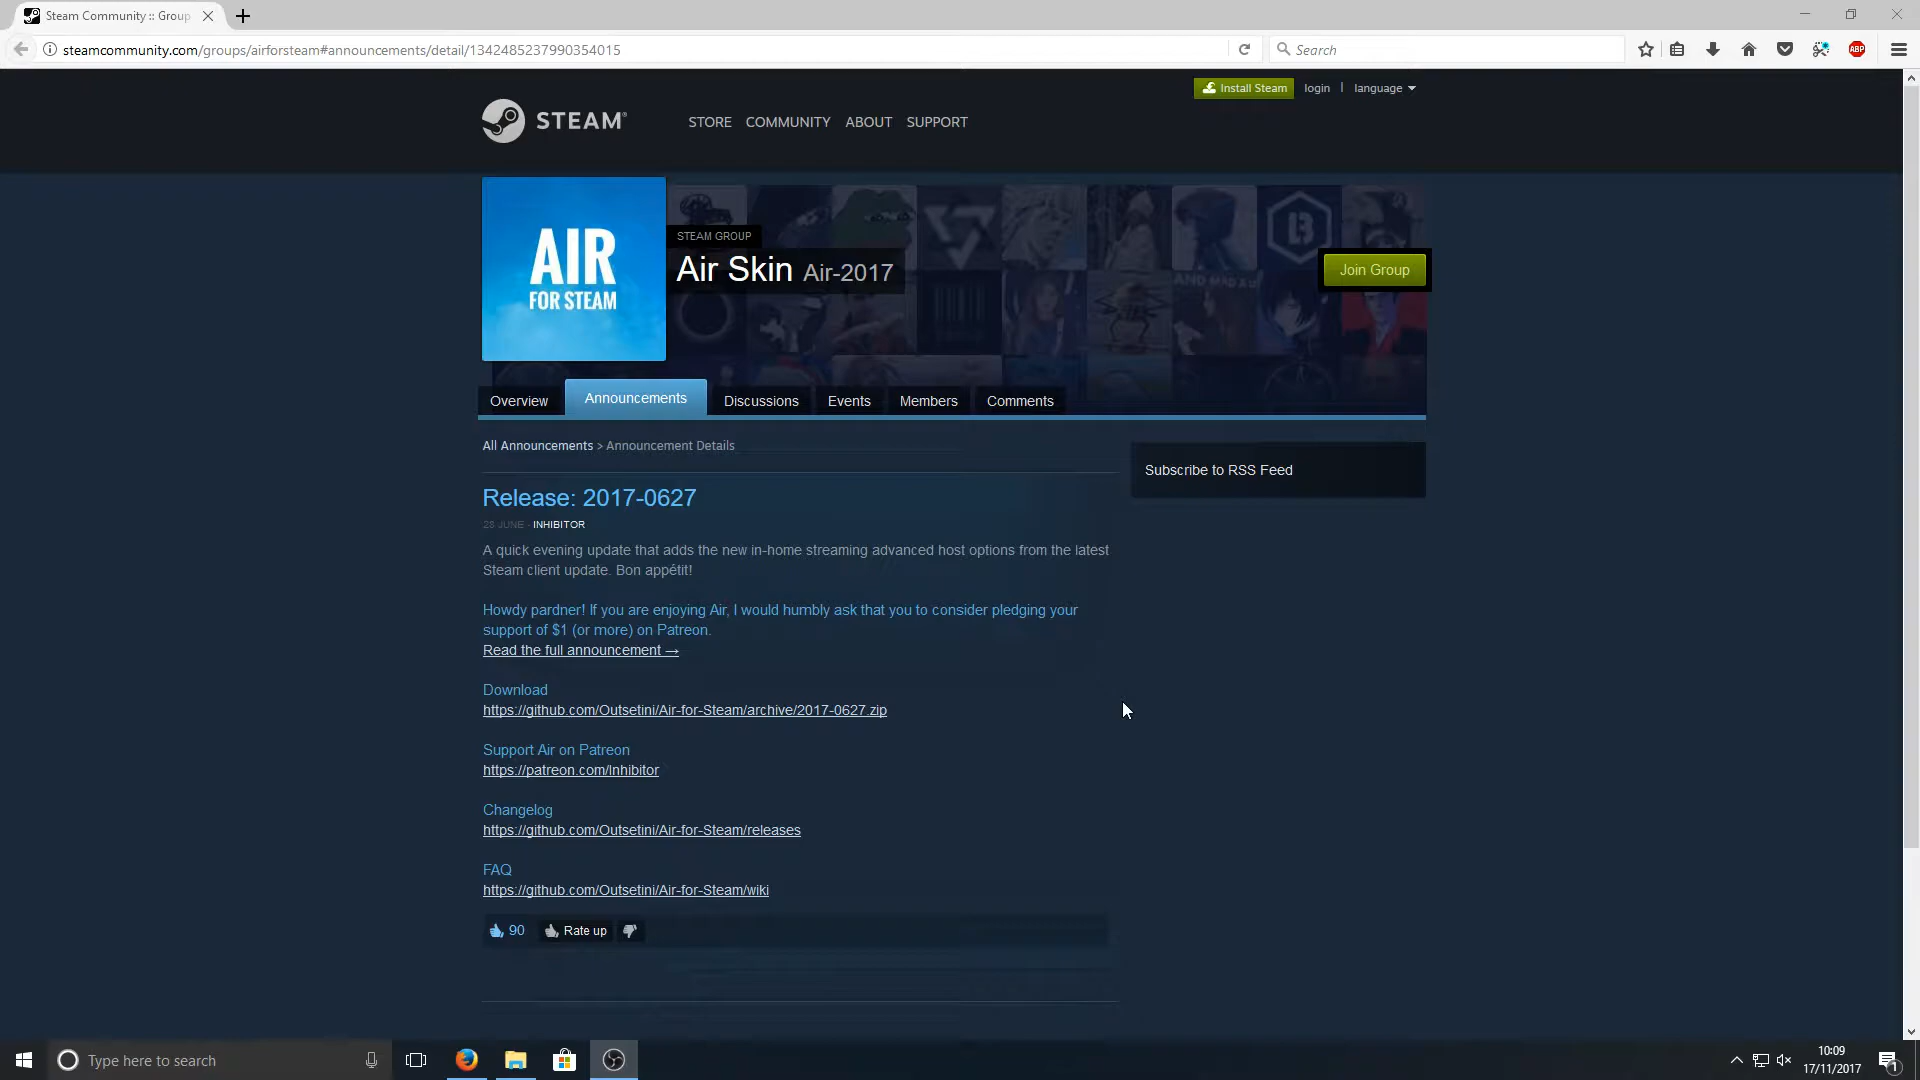 Steam Community :: Group
steamcommunity.com/groups/airforsteam#announcements/detail/1342485237990354015
Search
ABP
Install Steam
login | language
STEAM®
STORE COMMUNITY ABOUT SUPPORT
AIR
FOR STEAM
STEAM GROUP
Air Skin Air-2017
Join Group
Overview
Announcements
Discussions
Events
Members
Comments
All Announcements > Announcement Details
Subscribe to RSS Feed
Release: 2017-0627
28 JUNE - INHIBITOR
A quick evening update that adds the new in-home streaming advanced host options from the latest
Steam client update. Bon appétit!
Howdy pardner! If you are enjoying Air, I would humbly ask that you to consider pledging your
support of $1 (or more) on Patreon.
Read the full announcement →
Download
https://github.com/Outsetini/Air-for-Steam/archive/2017-0627.zip
Support Air on Patreon
https://patreon.com/Inhibitor
Changelog
https://github.com/Outsetini/Air-for-Steam/releases
FAQ
https://github.com/Outsetini/Air-for-Steam/wiki
90
Rate up
Type here to search
10:09
17/11/2017
1